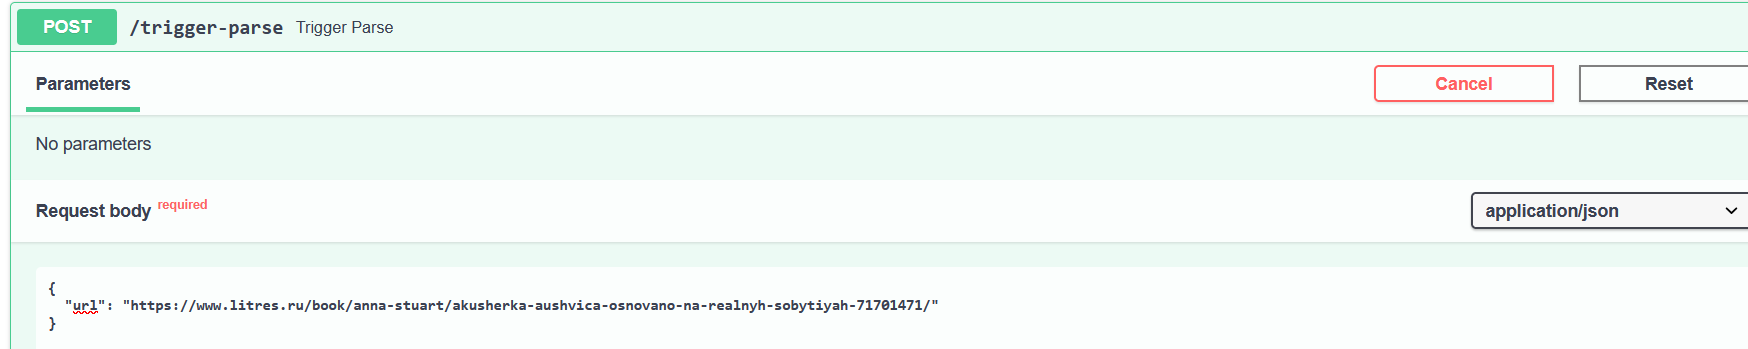 POST /trigger-parse Trigger Parse
Parameters Cancel Reset
No parameters
Request body required application/json
{
"url": "https://www.litres.ru/book/anna-stuart/akusherka-aushvica-osnovano-na-realnyh-sobytiyah-71701471/"
}